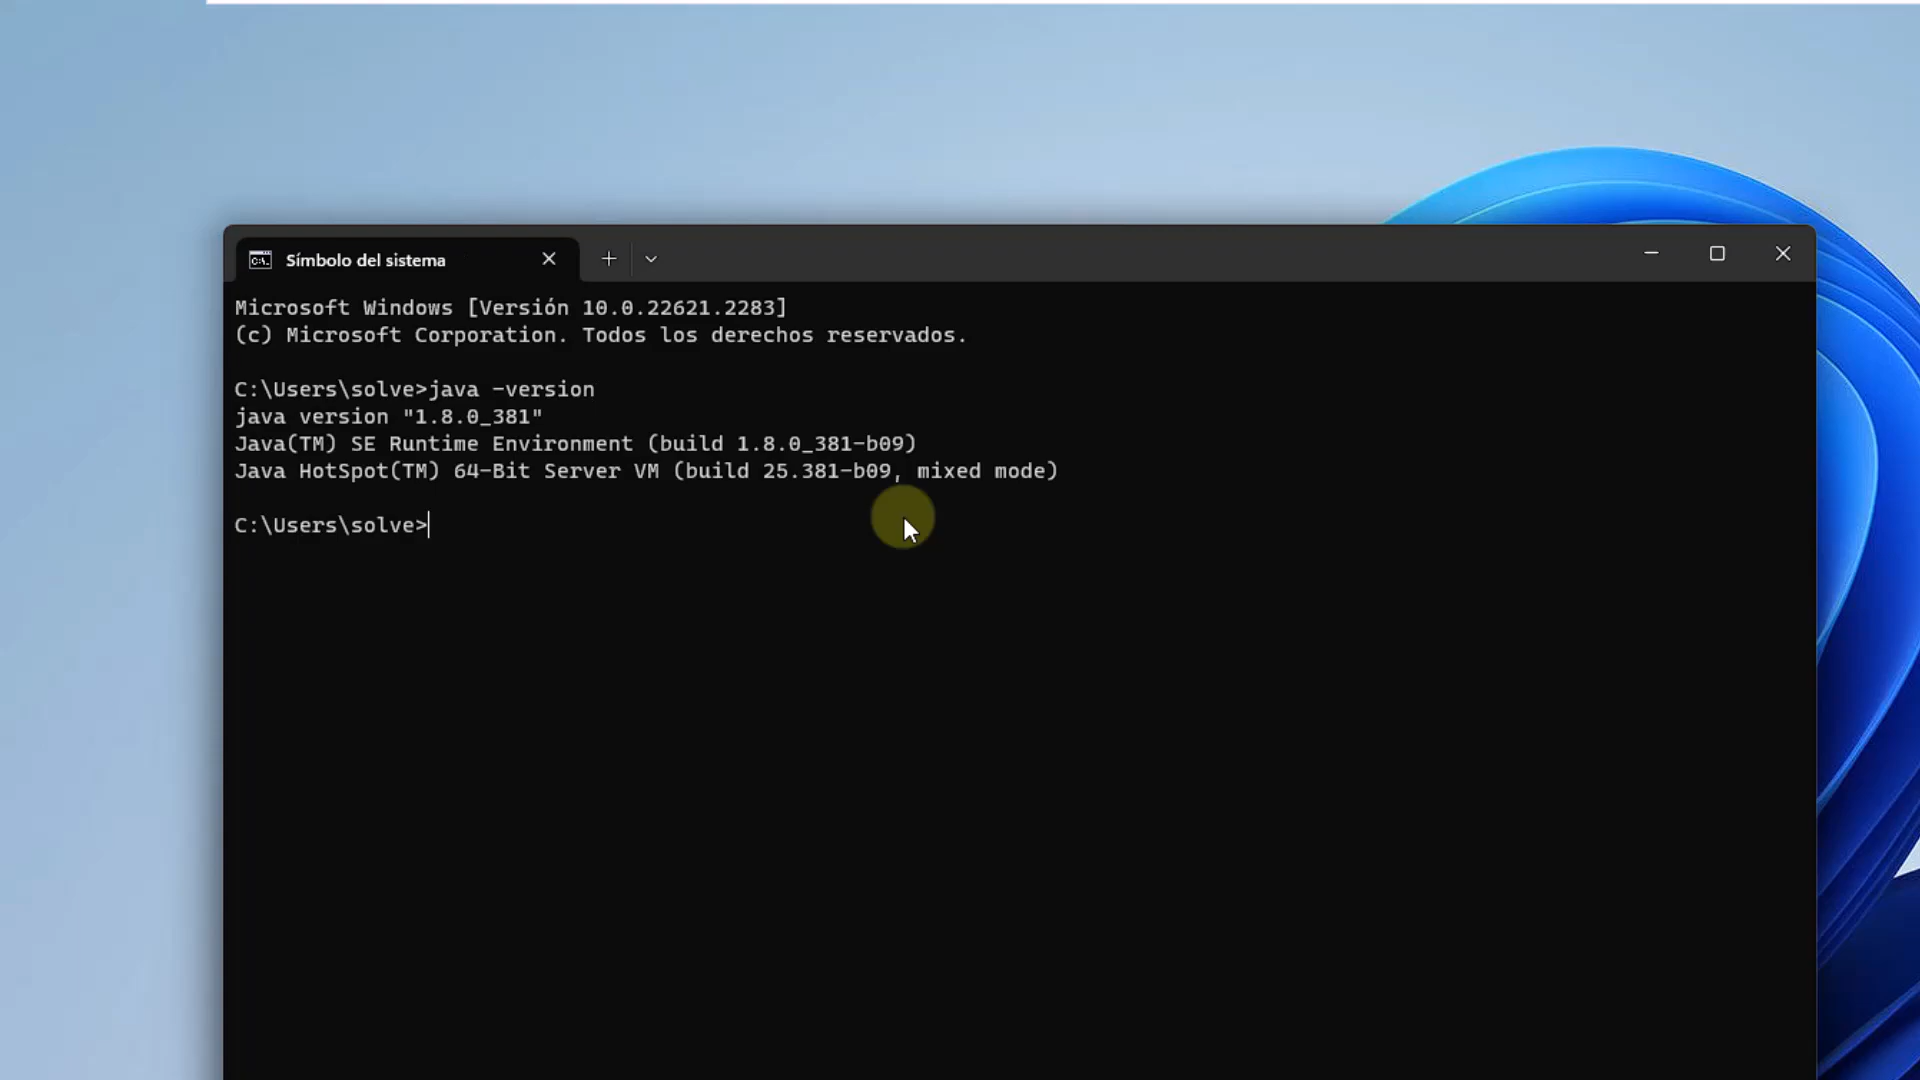 Símbolo del sistema
Microsoft Windows [Versión 10.0.22621.2283]
(c) Microsoft Corporation. Todos los derechos reservados.
C:\Users\solve>java -version
java version "1.8.0_381"
Java(TM) SE Runtime Environment (build 1.8.0_381-b09)
Java HotSpot(TM) 64-Bit Server VM (build 25.381-b09, mixed mode)
C:\Users\solve>